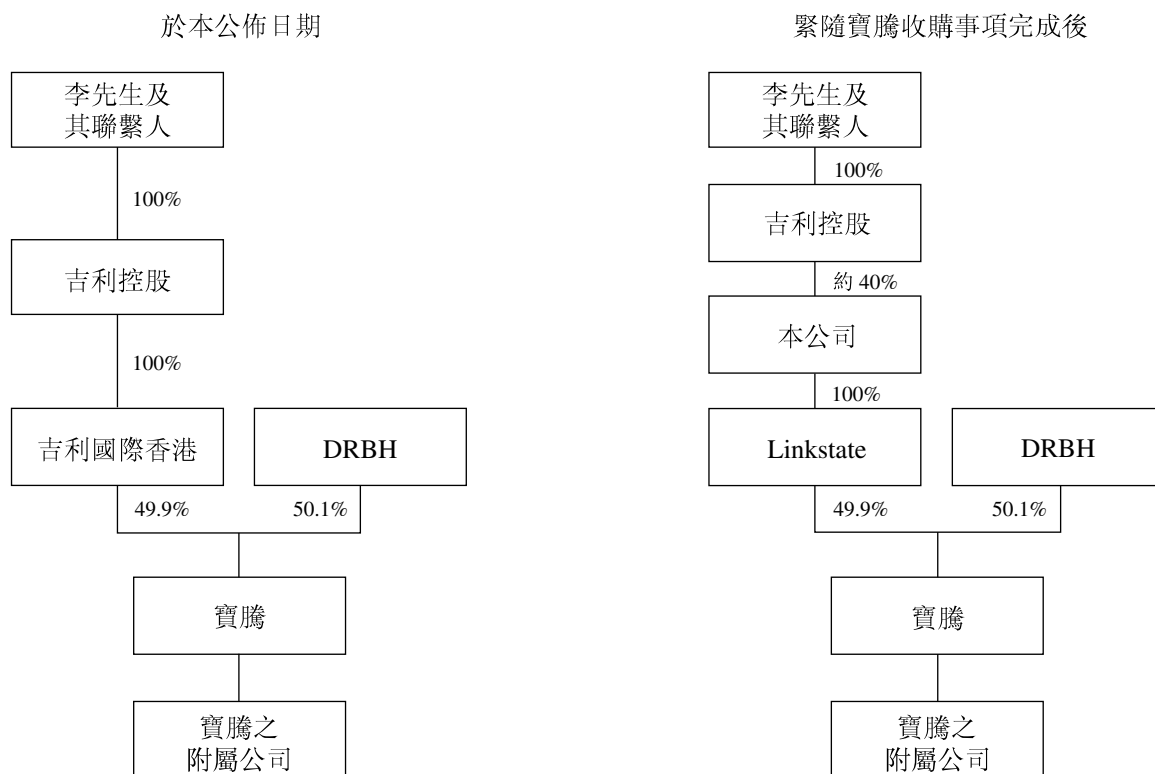 於本公佈日期
李先生及
其聯繫人
100%
吉利控股
100%
吉利國際香港
DRBH
49.9%
50.1%
寶騰
寶騰之
附屬公司
緊隨寶騰收購事項完成後
李先生及
其聯繫人
100%
吉利控股
約 40%
本公司
100%
Linkstate
DRBH
49.9%
50.1%
寶騰
寶騰之
附屬公司